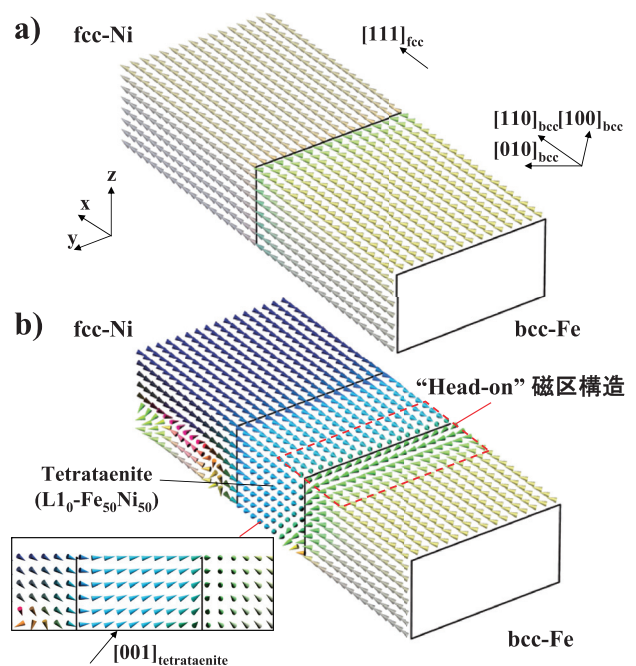 a)
fcc-Ni
[111]fcc
[110]bcc[100]bcc
[010]bcc
z
x
y
bcc-Fe
b)
fcc-Ni
“Head-on” 磁区構造
Tetrataenite
(L1₀-Fe₅₀Ni₅₀)
[001]tetrataenite
bcc-Fe